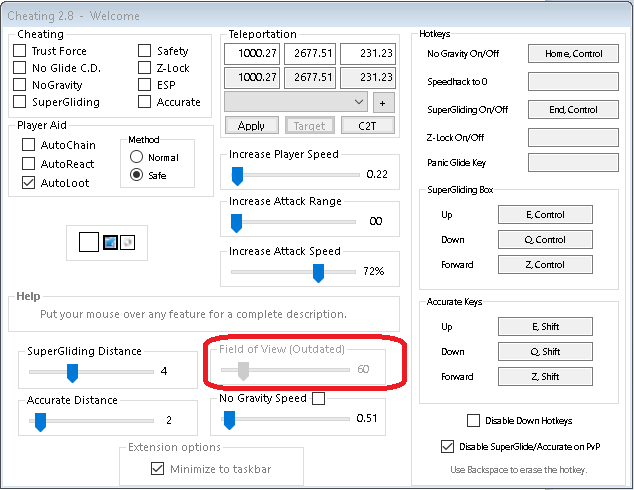 Cheating 2.8 - Welcome
Cheating
Trust Force
Safety
No Glide C.D.
Z-Lock
NoGravity
ESP
SuperGliding
Accurate
Player Aid
AutoChain
AutoReact
AutoLoot
Method
Normal
Safe
Teleportation
1000.27 2677.51 231.23
1000.27 2677.51 231.23
+
Apply Target C2T
Increase Player Speed
0.22
Increase Attack Range
00
Increase Attack Speed
72%
Help
Put your mouse over any feature for a complete description.
SuperGliding Distance
4
Field of View (Outdated)
60
Accurate Distance
2
No Gravity Speed
0.51
Extension options
Minimize to taskbar
Hotkeys
No Gravity On/Off Home, Control
Speedhack to 0
SuperGliding On/Off End, Control
Z-Lock On/Off
Panic Glide Key
SuperGliding Box
Up E, Control
Down Q, Control
Forward Z, Control
Accurate Keys
Up E, Shift
Down Q, Shift
Forward Z, Shift
Disable Down Hotkeys
Disable SuperGlide/Accurate on PvP
Use Backspace to erase the hotkey.